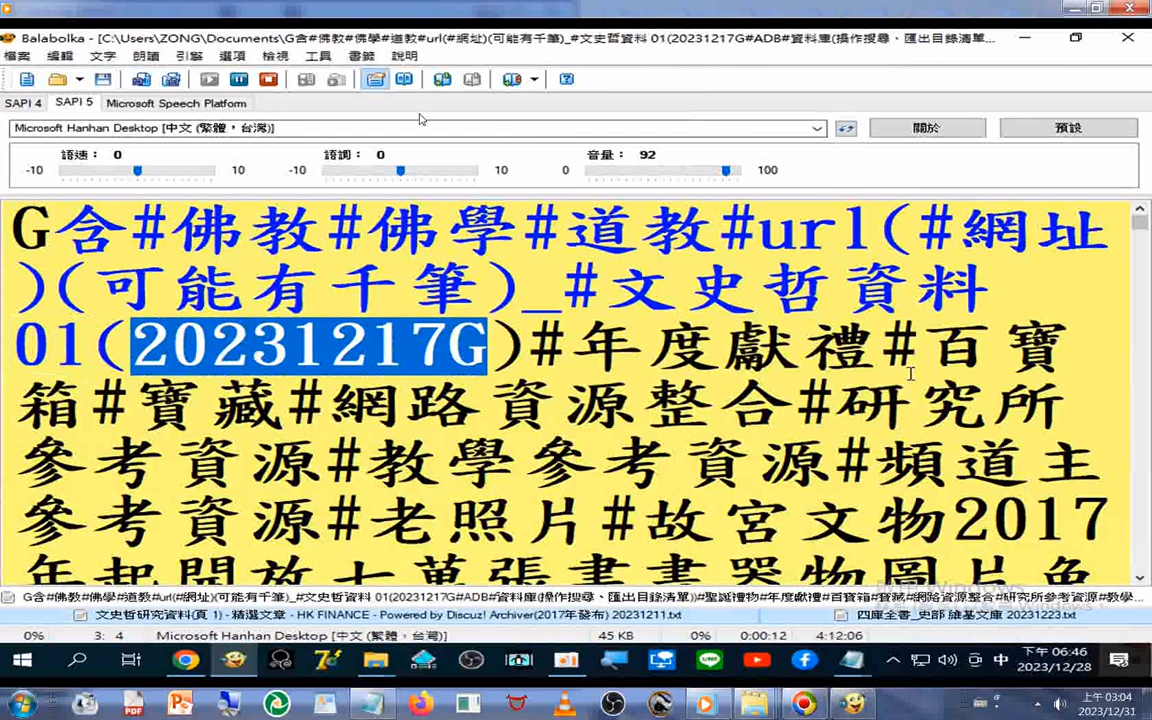 Balabolka - [C:\Users\ZONG\Documents\G含#佛教#佛學#道教#url(#網址)(可能有千筆)_#文史哲資料 01(20231217G#ADB#資料庫(操作搜尋、匯出目錄清單...
檔案 編輯 文字 朗讀 引擎 選項 檢視 工具 書籤 說明
SAPI 4 SAPI 5 Microsoft Speech Platform
Microsoft Hanhan Desktop [中文 (繁體，台灣)] 關於 預設
語速： 0 語調： 0 音量： 92
-10 10 -10 10 0 100
G含#佛教#佛學#道教#url(#網址
)(可能有千筆)_#文史哲資料
01(20231217G)#年度獻禮#百寶
箱#寶藏#網路資源整合#研究所
參考資源#教學參考資源#頻道主
參考資源#老照片#故宮文物2017
年起開放七萬張書畫器物圖片免
G含#佛教#佛學#道教#url(#網址)(可能有千筆)_#文史哲資料 01(20231217G#ADB#資料庫(操作搜尋、匯出目錄清單))#聖誕禮物#年度獻禮#百寶箱#寶藏#網路資源整合#研究所參考資源#教學...
文史哲研究資料(頁 1) - 精選文章 - HK FINANCE - Powered by Discuz! Archiver(2017年發布) 20231211.txt 四庫全書_史部 維基文庫 20231223.txt
0% 3: 4 Microsoft Hanhan Desktop [中文 (繁體，台灣)] 45 KB 0% 0:00:12 4:12:06
中 下午 06:46
2023/12/28
上午 03:04
2023/12/31